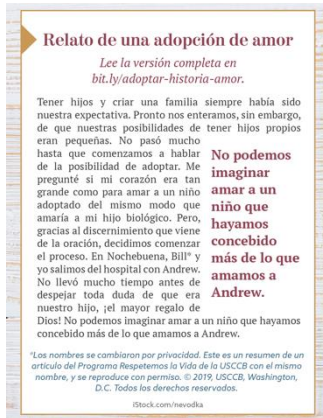 Relato de una adopción de amor
Lee la versión completa en
bit.ly/adoptar-historia-amor.
Tener hijos y criar una familia siempre había sido
nuestra expectativa. Pronto nos enteramos, sin embargo,
de que nuestras posibilidades de tener hijos propios
eran pequeñas. No pasó mucho
hasta que comenzamos a hablar
de la posibilidad de adoptar. Me
pregunté si mi corazón era tan
grande como para amar a un niño
adoptado del mismo modo que
amaría a mi hijo biológico. Pero,
gracias al discernimiento que viene
de la oración, decidimos comenzar
el proceso. En Nochebuena, Bill* y
yo salimos del hospital con Andrew.
No llevó mucho tiempo antes de
despejar toda duda de que era
nuestro hijo, ¡el mayor regalo de
Dios! No podemos imaginar amar a un niño que hayamos
concebido más de lo que amamos a Andrew.
No podemos
imaginar
amar a un
niño que
hayamos
concebido
más de lo que
amamos a
Andrew.
*Los nombres se cambiaron por privacidad. Este es un resumen de un
artículo del Programa Respetemos la Vida de la USCCB con el mismo
nombre, y se reproduce con permiso. © 2019, USCCB, Washington,
D.C. Todos los derechos reservados.
iStock.com/nevodka